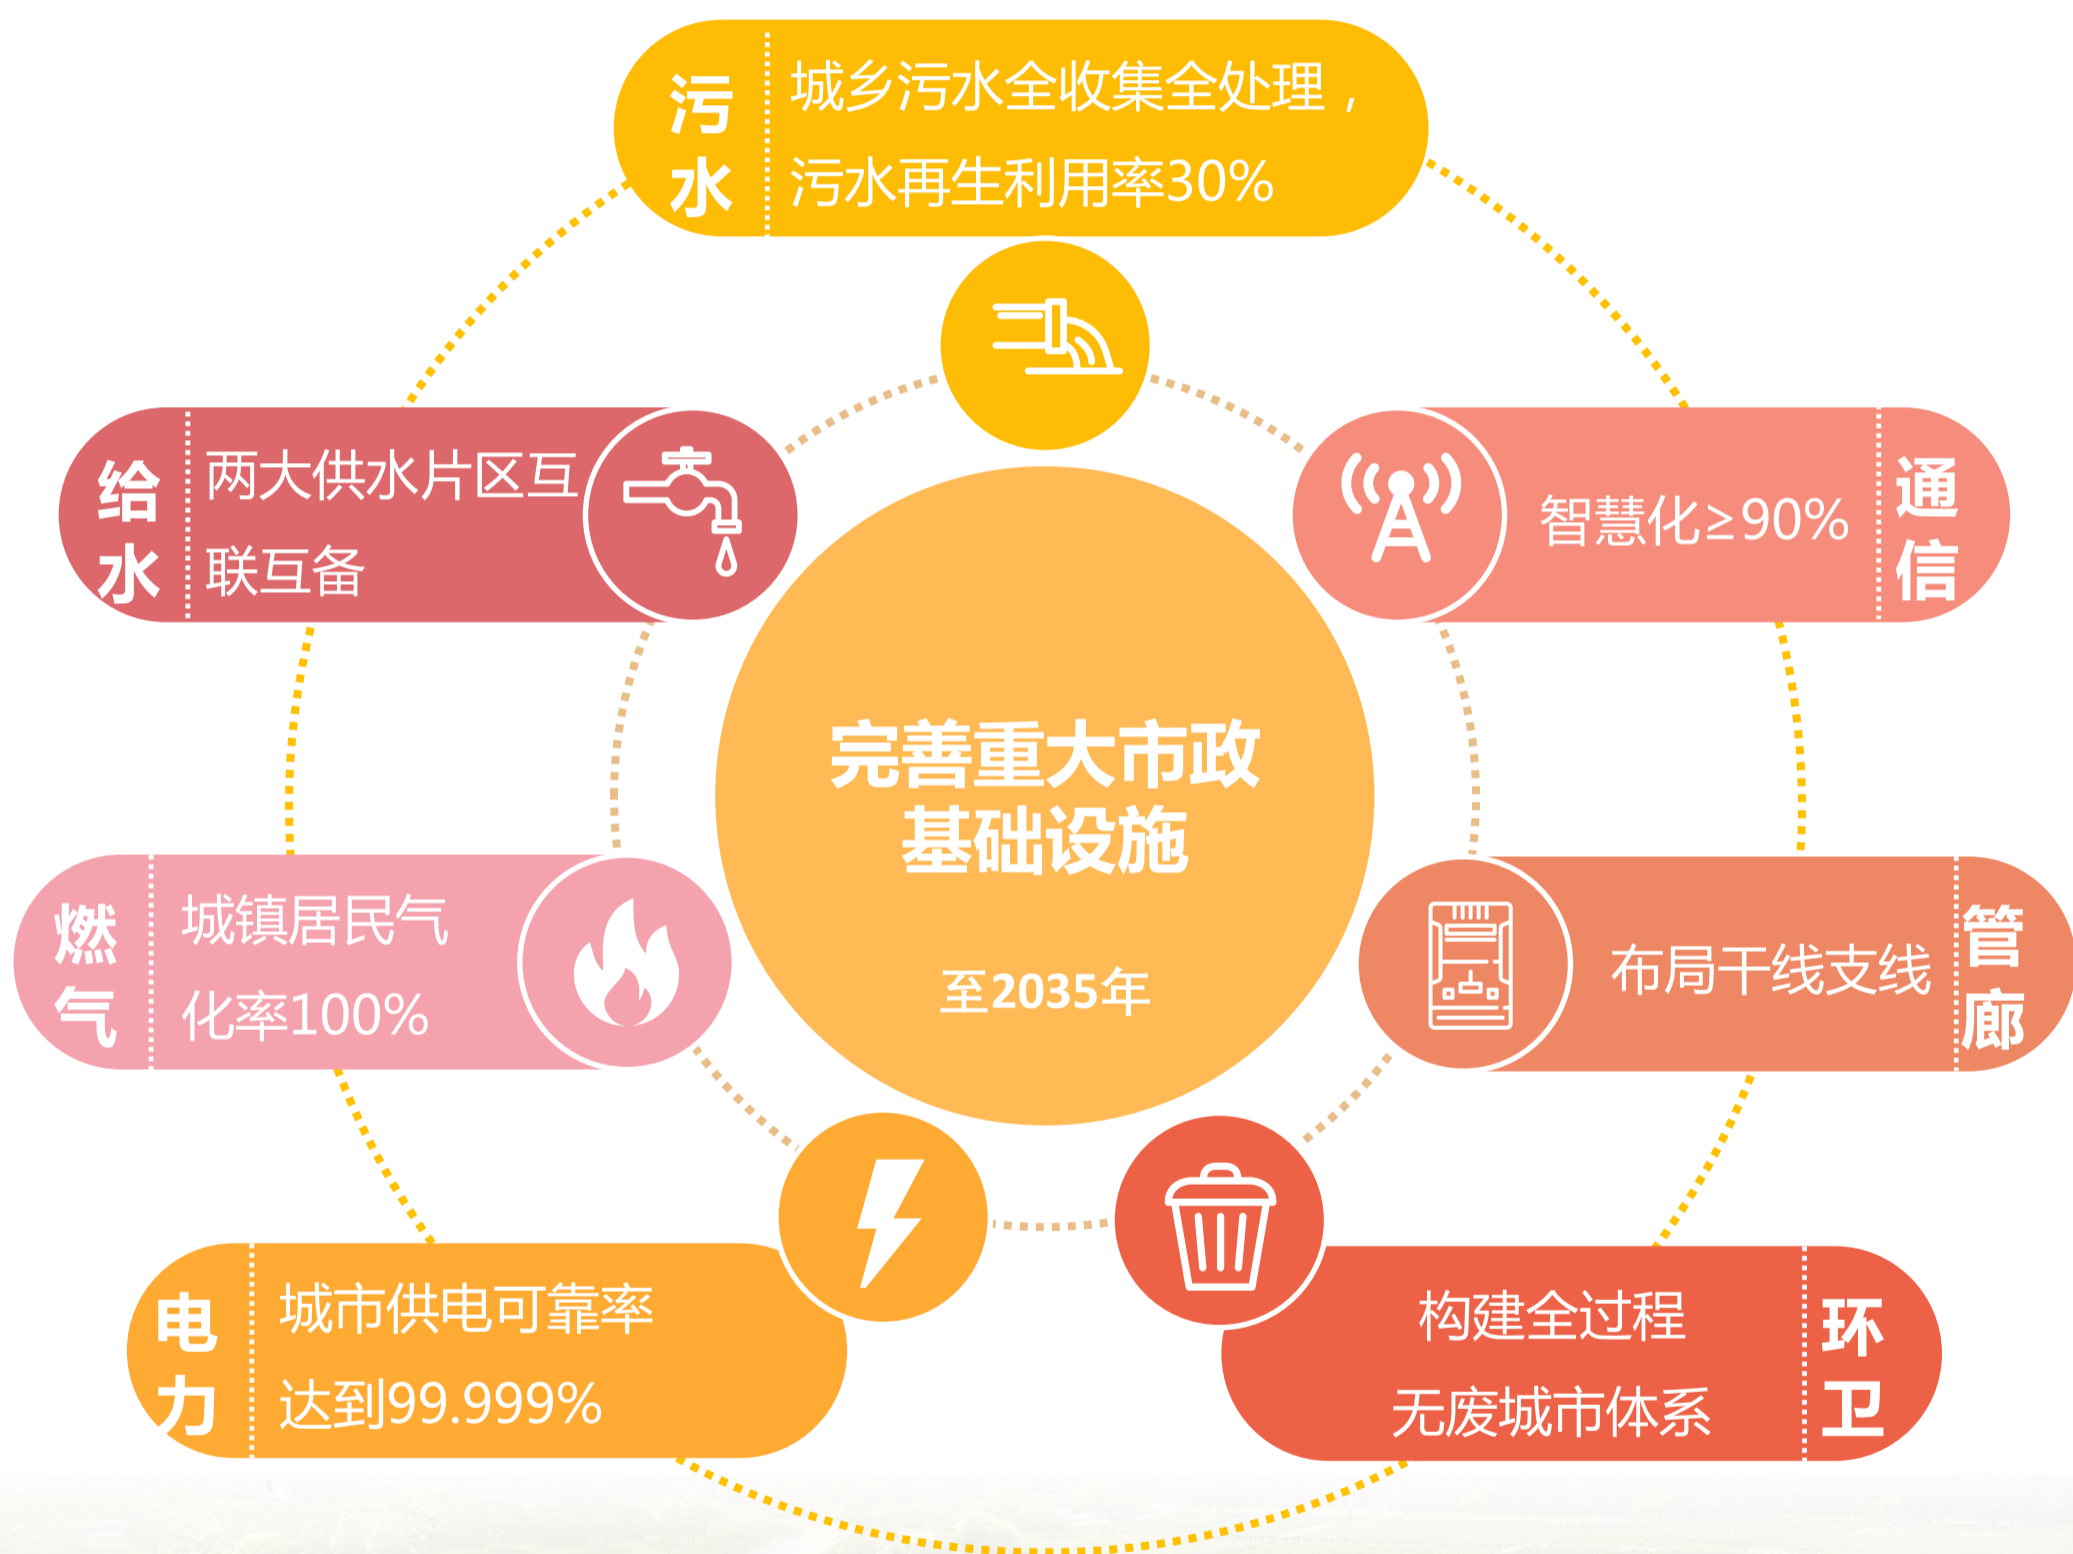 污水
城乡污水全收集全处理，
污水再生利用率30%
给水
两大供水片区互
联互备
智慧化≥90%
通信
完善重大市政
基础设施
至2035年
燃气
城镇居民气
化率100%
布局干线支线
管廊
电力
城市供电可靠率
达到99.999%
构建全过程
无废城市体系
环卫